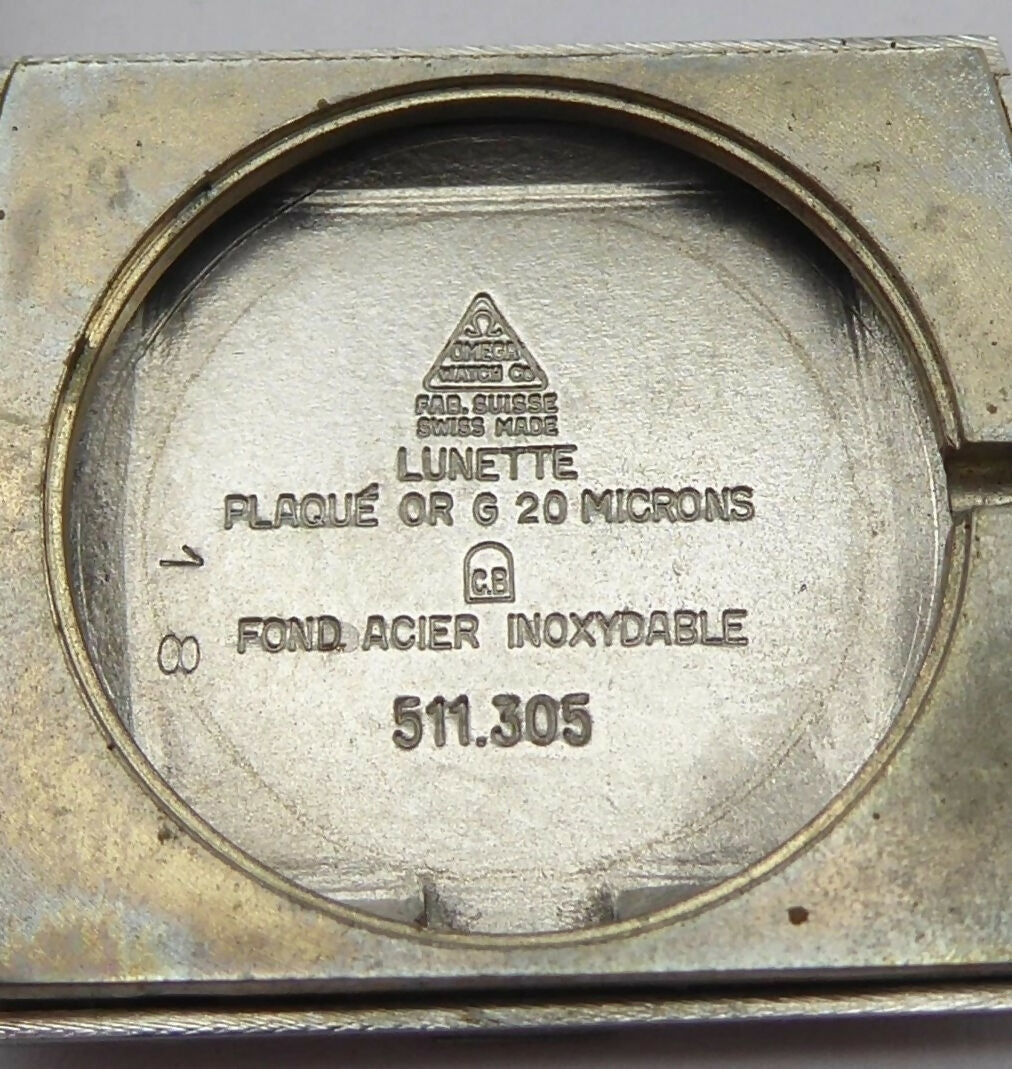 Ω
OMEGA
WATCH CO
FAB. SUISSE
SWISS MADE
LUNETTE
PLAQUÉ OR G 20 MICRONS
C.B
FOND. ACIER INOXYDABLE
511.305
1 8